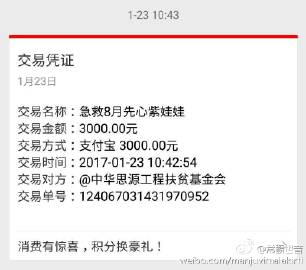 1-23 10:43
交易凭证
1月23日
交易名称：急救8月先心紫娃娃
交易金额：3000.00元
交易方式：支付宝 3000.00元
交易时间：2017-01-23 10:42:54
交易对方：@中华思源工程扶贫基金会
交易单号：124067031431970952
消费有惊喜，积分换豪礼！